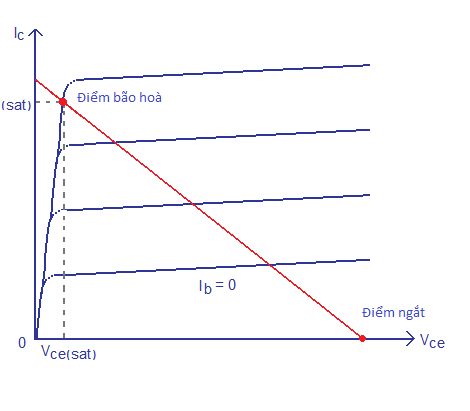 Ic
Điểm bão hoà
(sat)
Ib = 0
Điểm ngắt
0
Vce
Vce(sat)